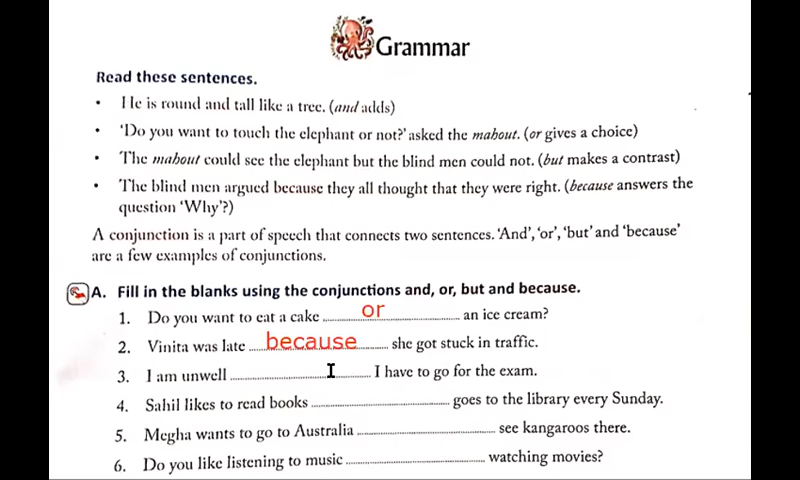 Grammar
Read these sentences.
• He is round and tall like a tree. (and adds)
• 'Do you want to touch the elephant or not?' asked the mahout. (or gives a choice)
• The mahout could see the elephant but the blind men could not. (but makes a contrast)
• The blind men argued because they all thought that they were right. (because answers the
question 'Why'?)
A conjunction is a part of speech that connects two sentences. 'And', 'or', 'but' and 'because'
are a few examples of conjunctions.
A. Fill in the blanks using the conjunctions and, or, but and because.
1. Do you want to eat a cake ........ or ........ an ice cream?
2. Vinita was late ........ because ........ she got stuck in traffic.
3. I am unwell ................ I have to go for the exam.
4. Sahil likes to read books ................ goes to the library every Sunday.
5. Megha wants to go to Australia ................ see kangaroos there.
6. Do you like listening to music ................ watching movies?